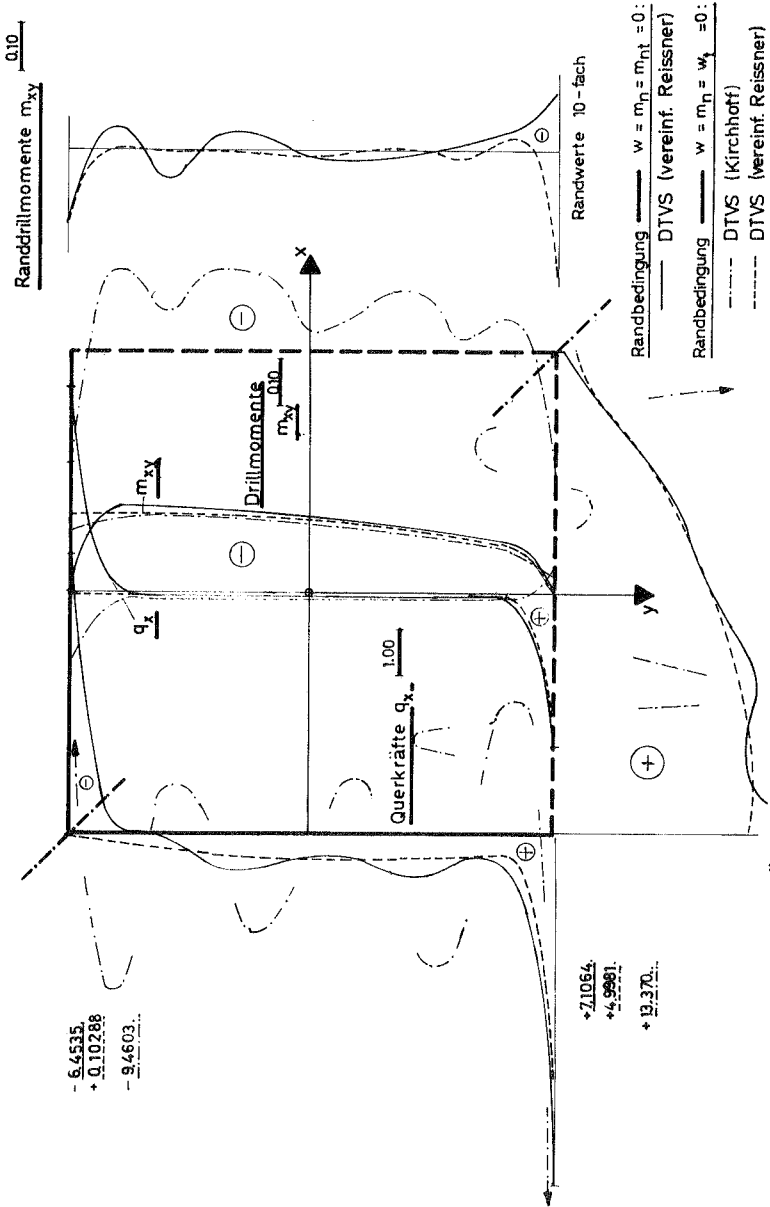 Randdrillmomente m_xy
0.10
x
Randwerte 10-fach
m_xy
Drillmomente
m_xy
0.10
q_x
Querkräfte q_x
1.00
y
-6.4535
+0.10288
-9.4603
+7.1064
+4.9981
+13.370
Randbedingung — w = m_n = m_nt = 0:
— DTVS (vereinf. Reissner)
Randbedingung — w = m_n = w_t = 0:
–·– DTVS (Kirchhoff)
---- DTVS (vereinf. Reissner)